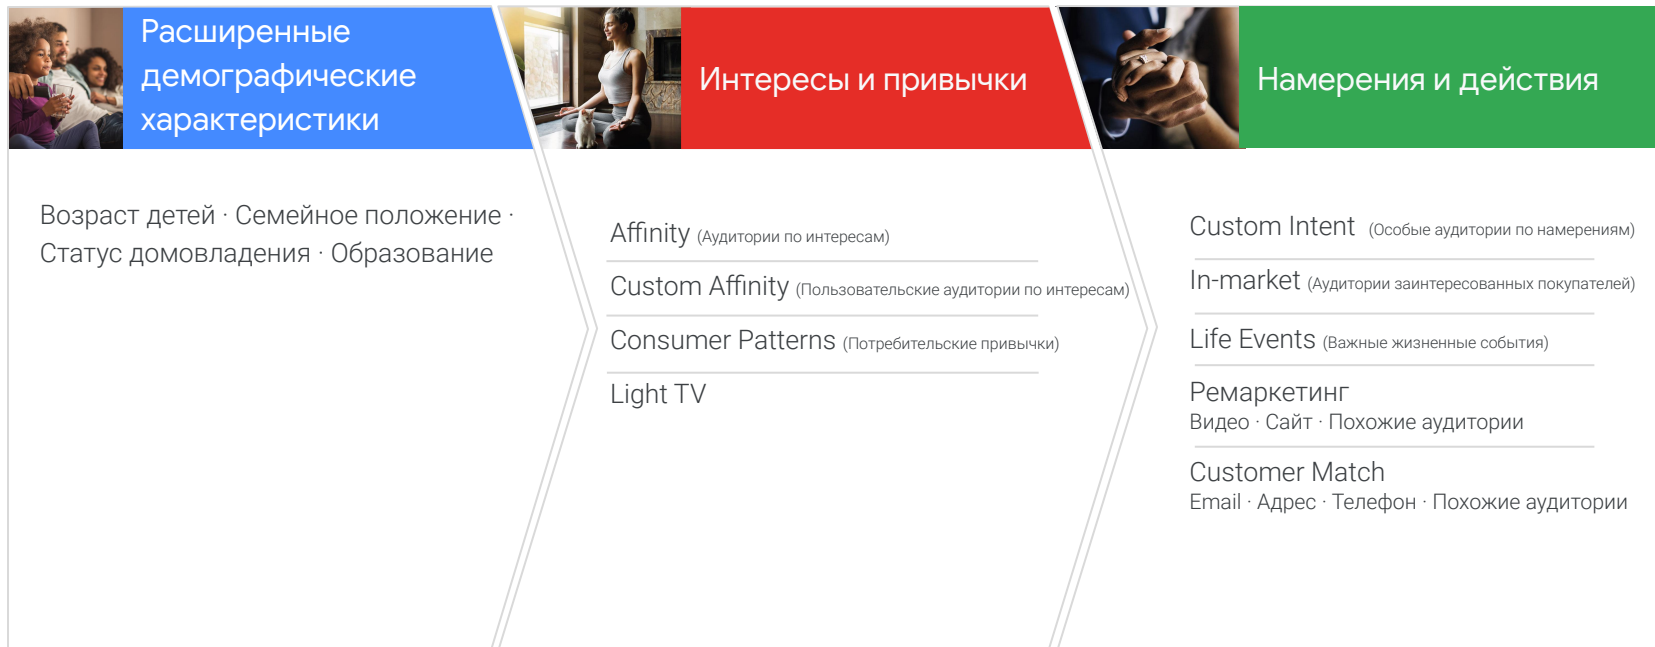 Расширенные
демографические
характеристики
Возраст детей · Семейное положение ·
Статус домовладения · Образование
Интересы и привычки
Affinity (Аудитории по интересам)
Custom Affinity (Пользовательские аудитории по интересам)
Consumer Patterns (Потребительские привычки)
Light TV
Намерения и действия
Custom Intent (Особые аудитории по намерениям)
In-market (Аудитории заинтересованных покупателей)
Life Events (Важные жизненные события)
Ремаркетинг
Видео · Сайт · Похожие аудитории
Customer Match
Email · Адрес · Телефон · Похожие аудитории